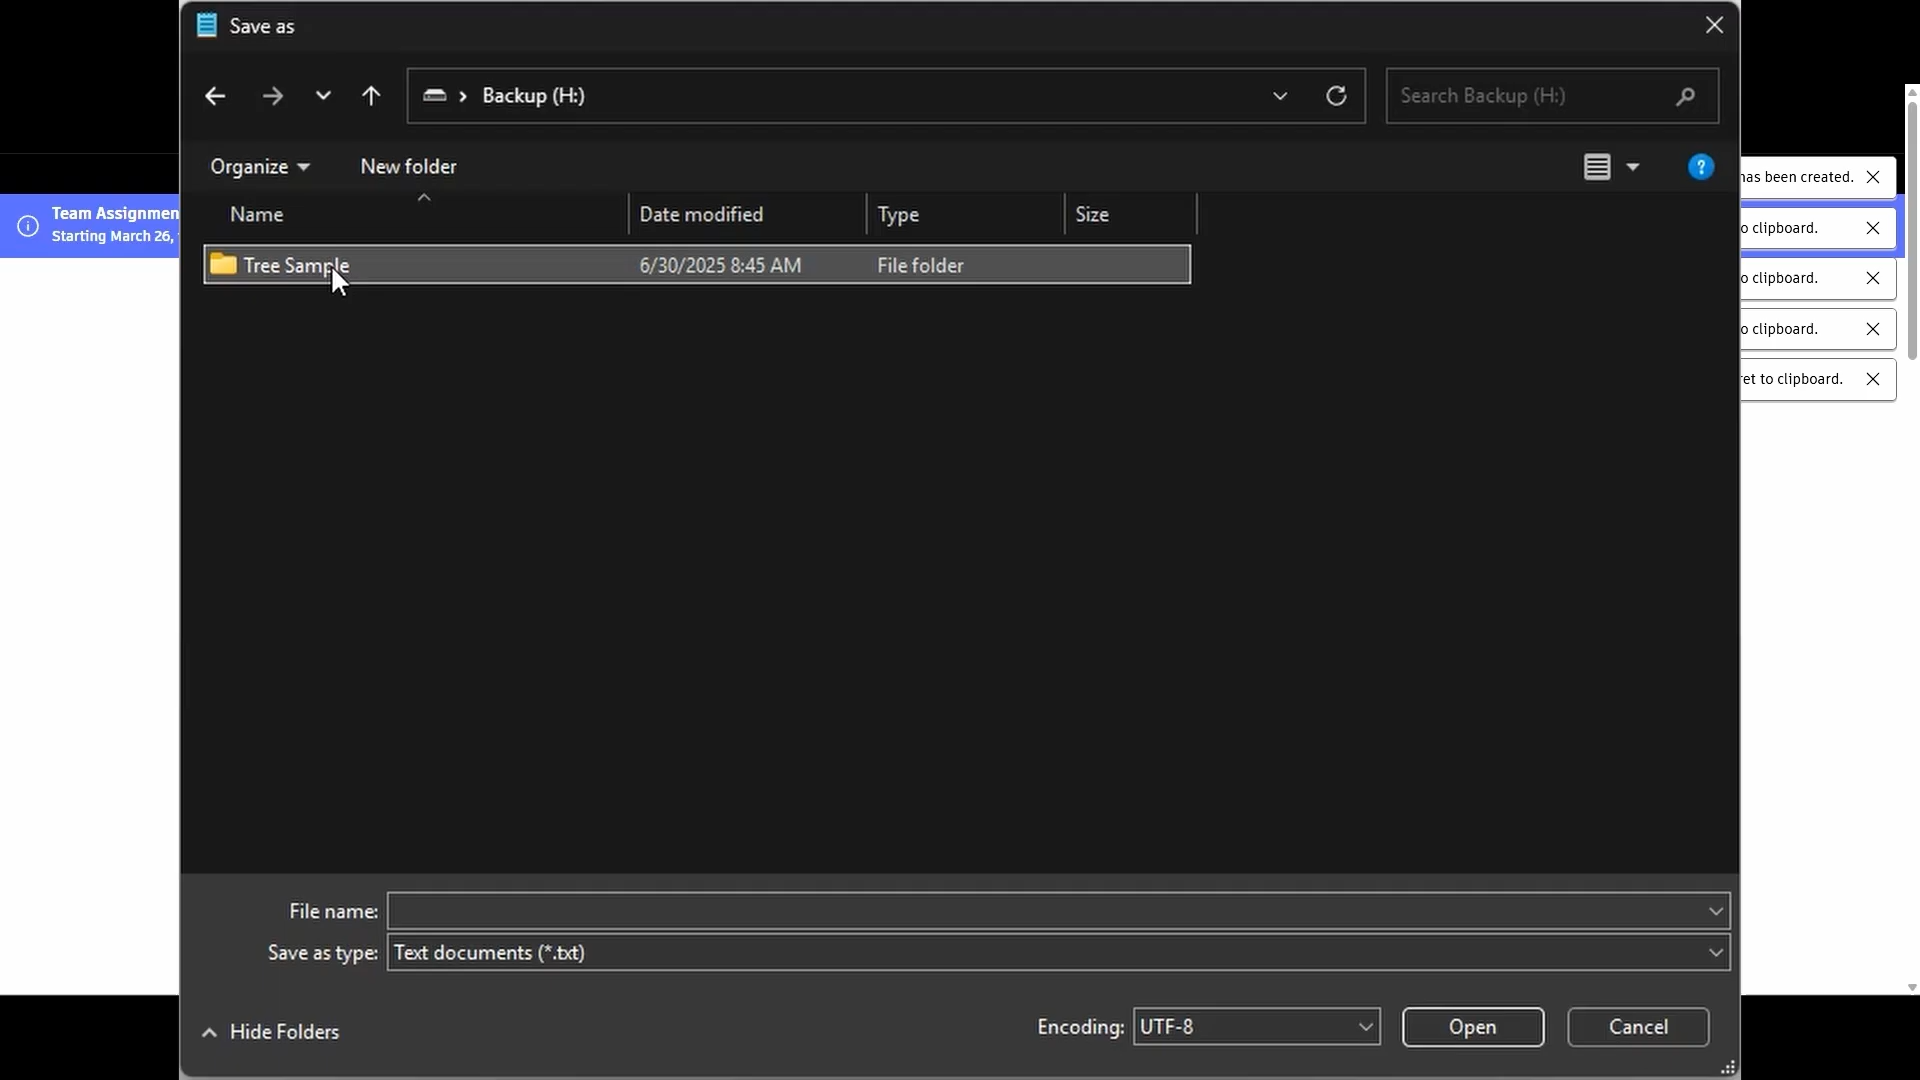 Save as
Backup (H:)
Search Backup (H:)
Organize
New folder
Name
Date modified
Type
Size
Tree Sample
6/30/2025 8:45 AM
File folder
Team Assignmen
Starting March 26,
has been created.
o clipboard.
o clipboard.
o clipboard.
ret to clipboard.
File name:
Save as type:
Text documents (*.txt)
Hide Folders
Encoding:
UTF-8
Open
Cancel